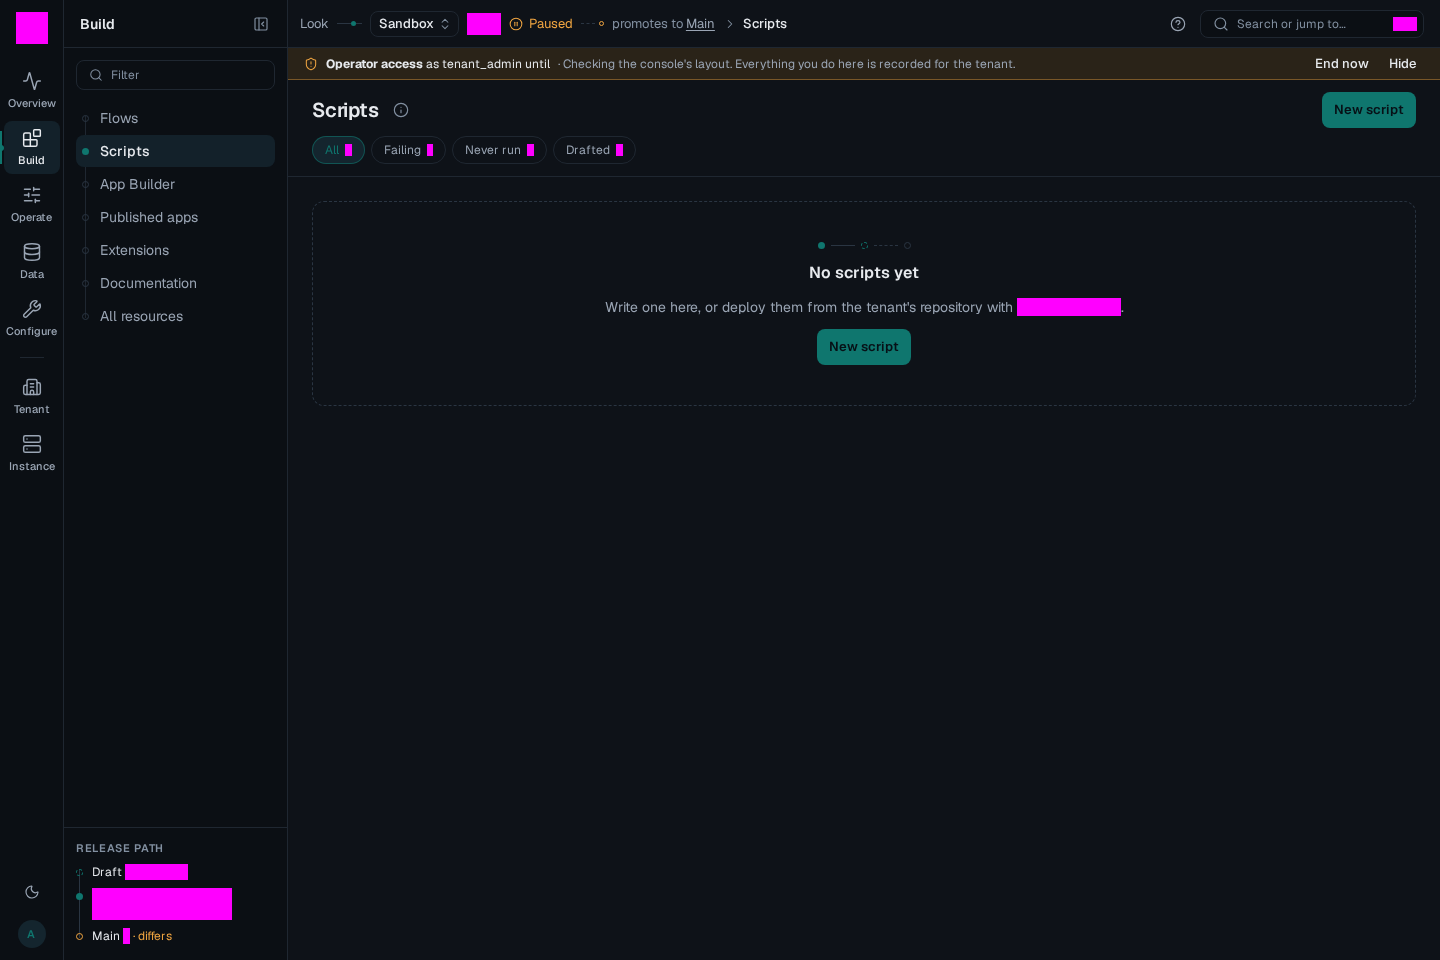 Build
Look
Sandbox
Paused
promotes to Main
Scripts
Search or jump to...
Operator access as tenant_admin until · Checking the console's layout. Everything you do here is recorded for the tenant.
End now
Hide
Overview
Build
Operate
Data
Configure
Tenant
Instance
A
Filter
Flows
Scripts
App Builder
Published apps
Extensions
Documentation
All resources
RELEASE PATH
Draft
Main · differs
Scripts
New script
All
Failing
Never run
Drafted
No scripts yet
Write one here, or deploy them from the tenant's repository with .
New script